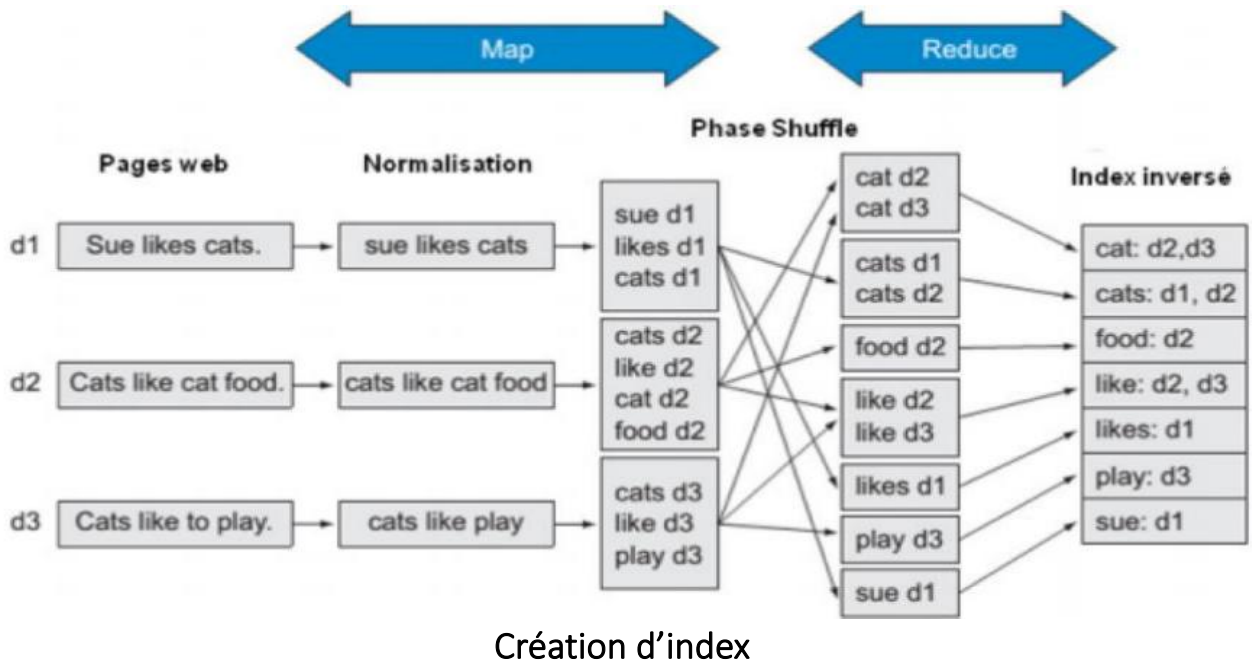 Map
Reduce
Phase Shuffle
Pages web
Normalisation
Index inversé
d1
Sue likes cats.
sue likes cats
sue d1
likes d1
cats d1
d2
Cats like cat food.
cats like cat food
cats d2
like d2
cat d2
food d2
d3
Cats like to play.
cats like play
cats d3
like d3
play d3
cat d2
cat d3
cats d1
cats d2
food d2
like d2
like d3
likes d1
play d3
sue d1
cat: d2,d3
cats: d1, d2
food: d2
like: d2, d3
likes: d1
play: d3
sue: d1
Création d’index